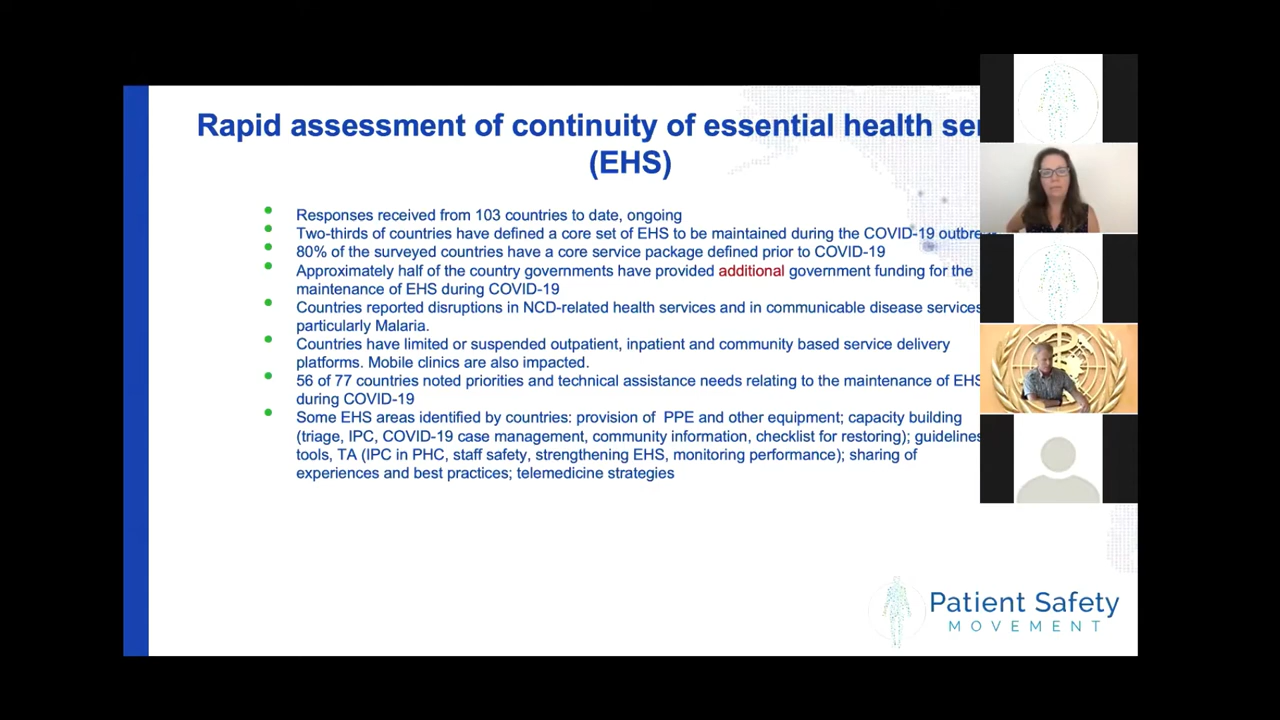 Rapid assessment of continuity of essential health ser
(EHS)
Responses received from 103 countries to date, ongoing
Two-thirds of countries have defined a core set of EHS to be maintained during the COVID-19 outbre
80% of the surveyed countries have a core service package defined prior to COVID-19
Approximately half of the country governments have provided additional government funding for the
maintenance of EHS during COVID-19
Countries reported disruptions in NCD-related health services and in communicable disease services
particularly Malaria.
Countries have limited or suspended outpatient, inpatient and community based service delivery
platforms. Mobile clinics are also impacted.
56 of 77 countries noted priorities and technical assistance needs relating to the maintenance of EHS
during COVID-19
Some EHS areas identified by countries: provision of PPE and other equipment; capacity building
(triage, IPC, COVID-19 case management, community information, checklist for restoring); guidelines
tools, TA (IPC in PHC, staff safety, strengthening EHS, monitoring performance); sharing of
experiences and best practices; telemedicine strategies
Patient Safety
MOVEMENT